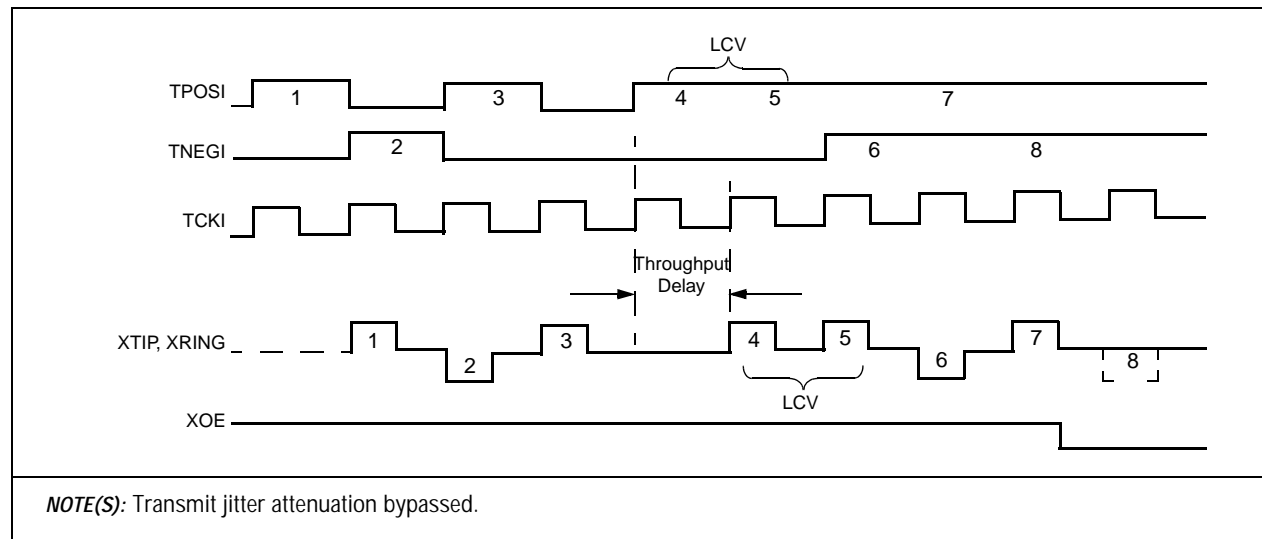 LCV
TPOSI 1 3 4 5 7
TNEGI 2 6 8
TCKI
Throughput
Delay
XTIP, XRING 1 2 3 4 5 6 7 8
LCV
XOE
NOTE(S): Transmit jitter attenuation bypassed.